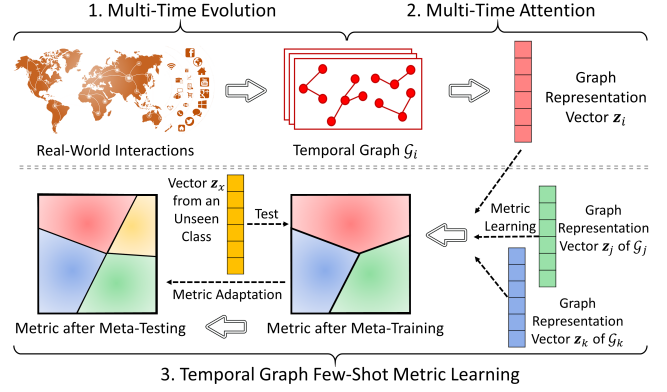 1. Multi-Time Evolution
2. Multi-Time Attention
Real-World Interactions
Temporal Graph 𝒢ᵢ
Graph
Representation
Vector 𝒛ᵢ
Vector 𝒛ₓ
from an
Unseen
Class
Test
Metric
Learning
Graph
Representation
Vector 𝒛ⱼ of 𝒢ⱼ
Metric Adaptation
Graph
Representation
Vector 𝒛ₖ of 𝒢ₖ
Metric after Meta-Testing
Metric after Meta-Training
3. Temporal Graph Few-Shot Metric Learning